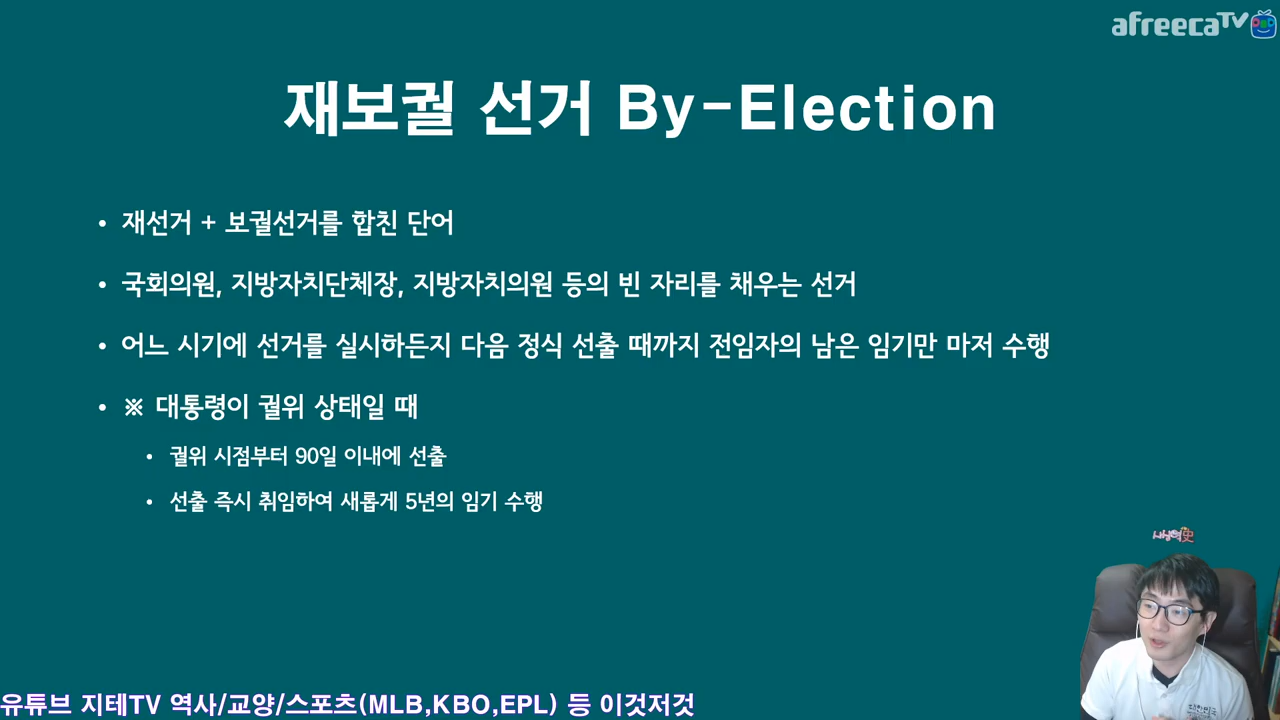 afreecaTV
재보궐 선거 By-Election
• 재선거 + 보궐선거를 합친 단어
• 국회의원, 지방자치단체장, 지방자치의원 등의 빈 자리를 채우는 선거
• 어느 시기에 선거를 실시하든지 다음 정식 선출 때까지 전임자의 남은 임기만 마저 수행
• ※ 대통령이 궐위 상태일 때
• 궐위 시점부터 90일 이내에 선출
• 선출 즉시 취임하여 새롭게 5년의 임기 수행
대한민국
유튜브 지테TV 역사/교양/스포츠(MLB,KBO,EPL) 등 이것저것